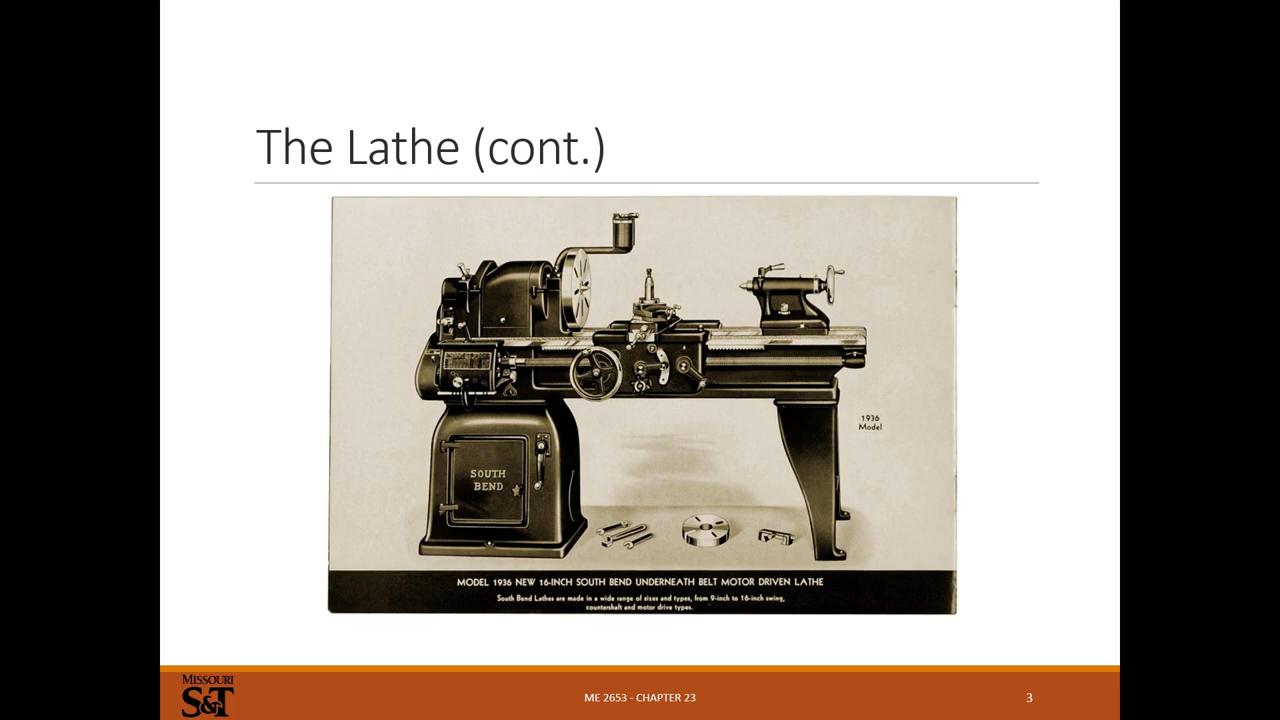 The Lathe (cont.)
1936
Model
SOUTH
BEND
MODEL 1936 NEW 16-INCH SOUTH BEND UNDERNEATH BELT MOTOR DRIVEN LATHE
South Bend Lathes are made in a wide range of sizes and types, from 9-inch to 16-inch swing,
countershaft and motor drive types.
MISSOURI
S&T
ME 2653 - CHAPTER 23
3